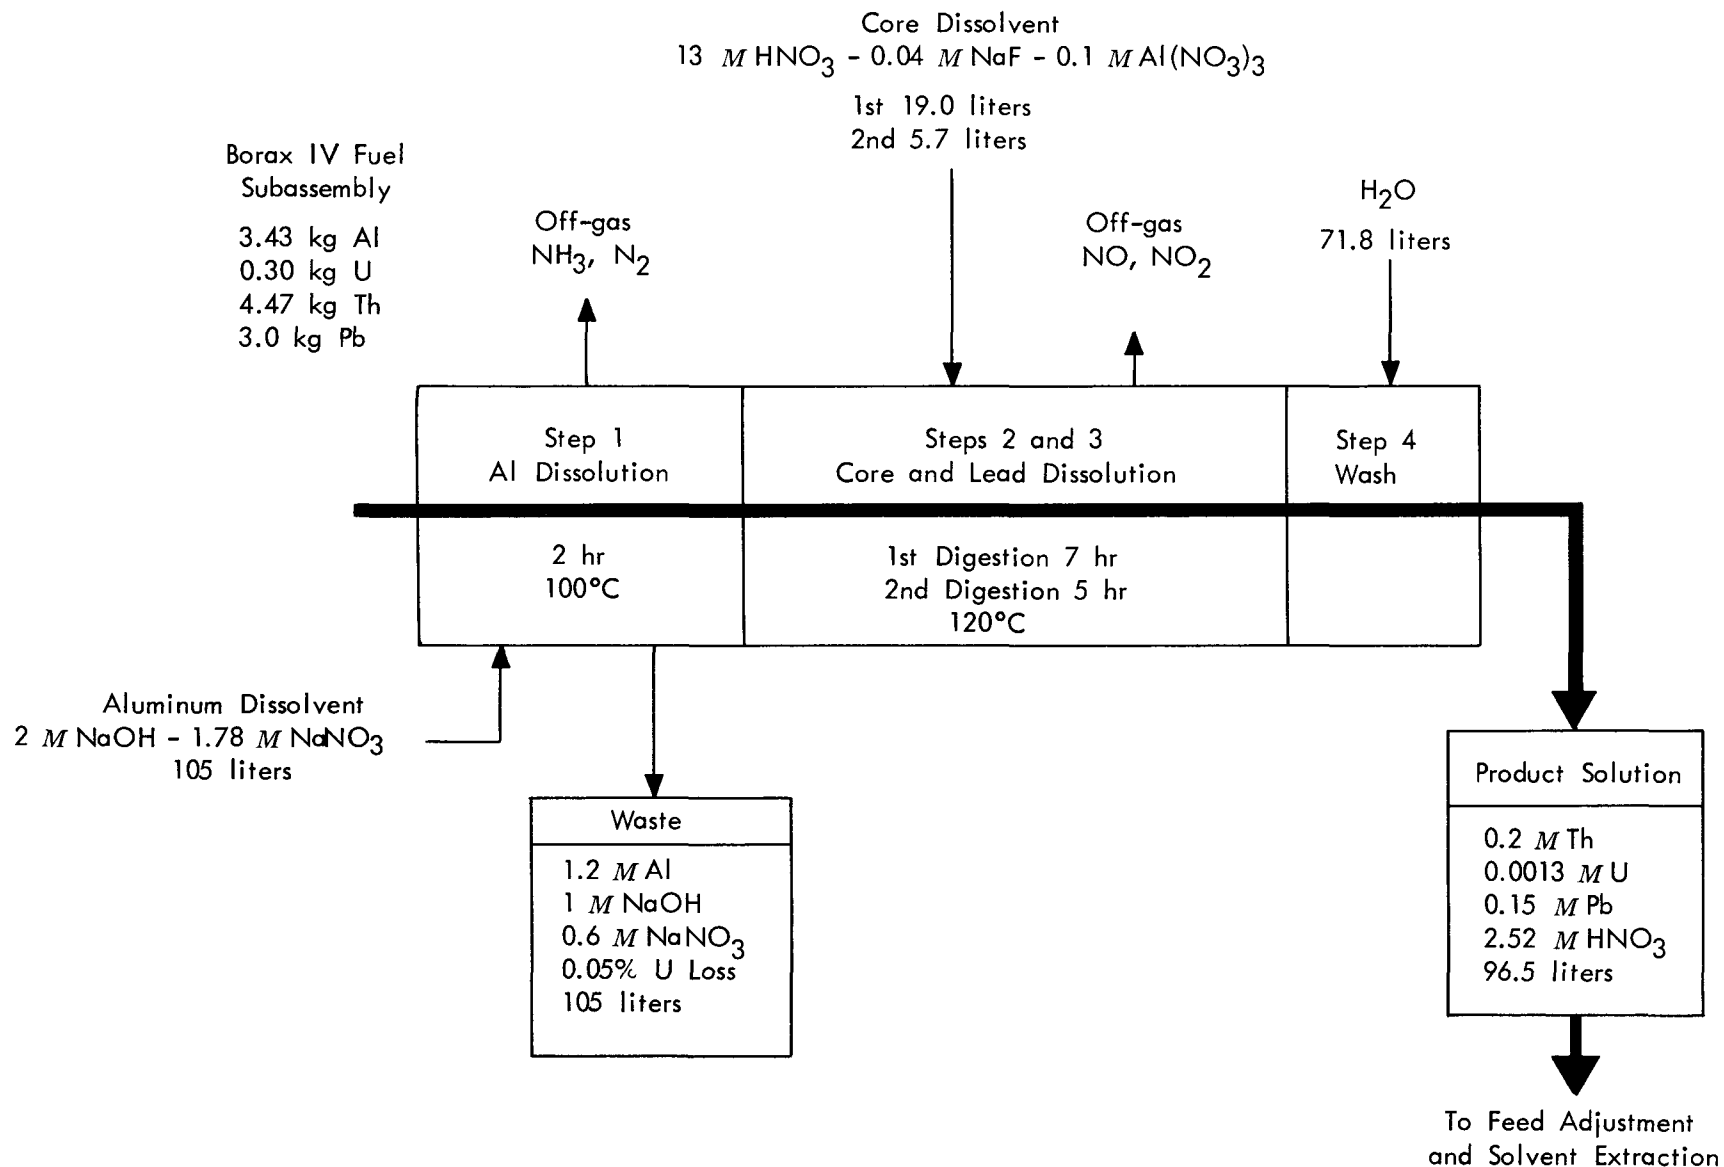 Core Dissolvent
13 M HNO3 - 0.04 M NaF - 0.1 M Al(NO3)3
1st 19.0 liters
2nd 5.7 liters
Borax IV Fuel
Subassembly
3.43 kg Al
0.30 kg U
4.47 kg Th
3.0 kg Pb
Off-gas
NH3, N2
Off-gas
NO, NO2
H2O
71.8 liters
Step 1
Al Dissolution
Steps 2 and 3
Core and Lead Dissolution
Step 4
Wash
2 hr
100°C
1st Digestion 7 hr
2nd Digestion 5 hr
120°C
Aluminum Dissolvent
2 M NaOH - 1.78 M NaNO3
105 liters
Waste
1.2 M Al
1 M NaOH
0.6 M NaNO3
0.05% U Loss
105 liters
Product Solution
0.2 M Th
0.0013 M U
0.15 M Pb
2.52 M HNO3
96.5 liters
To Feed Adjustment
and Solvent Extraction